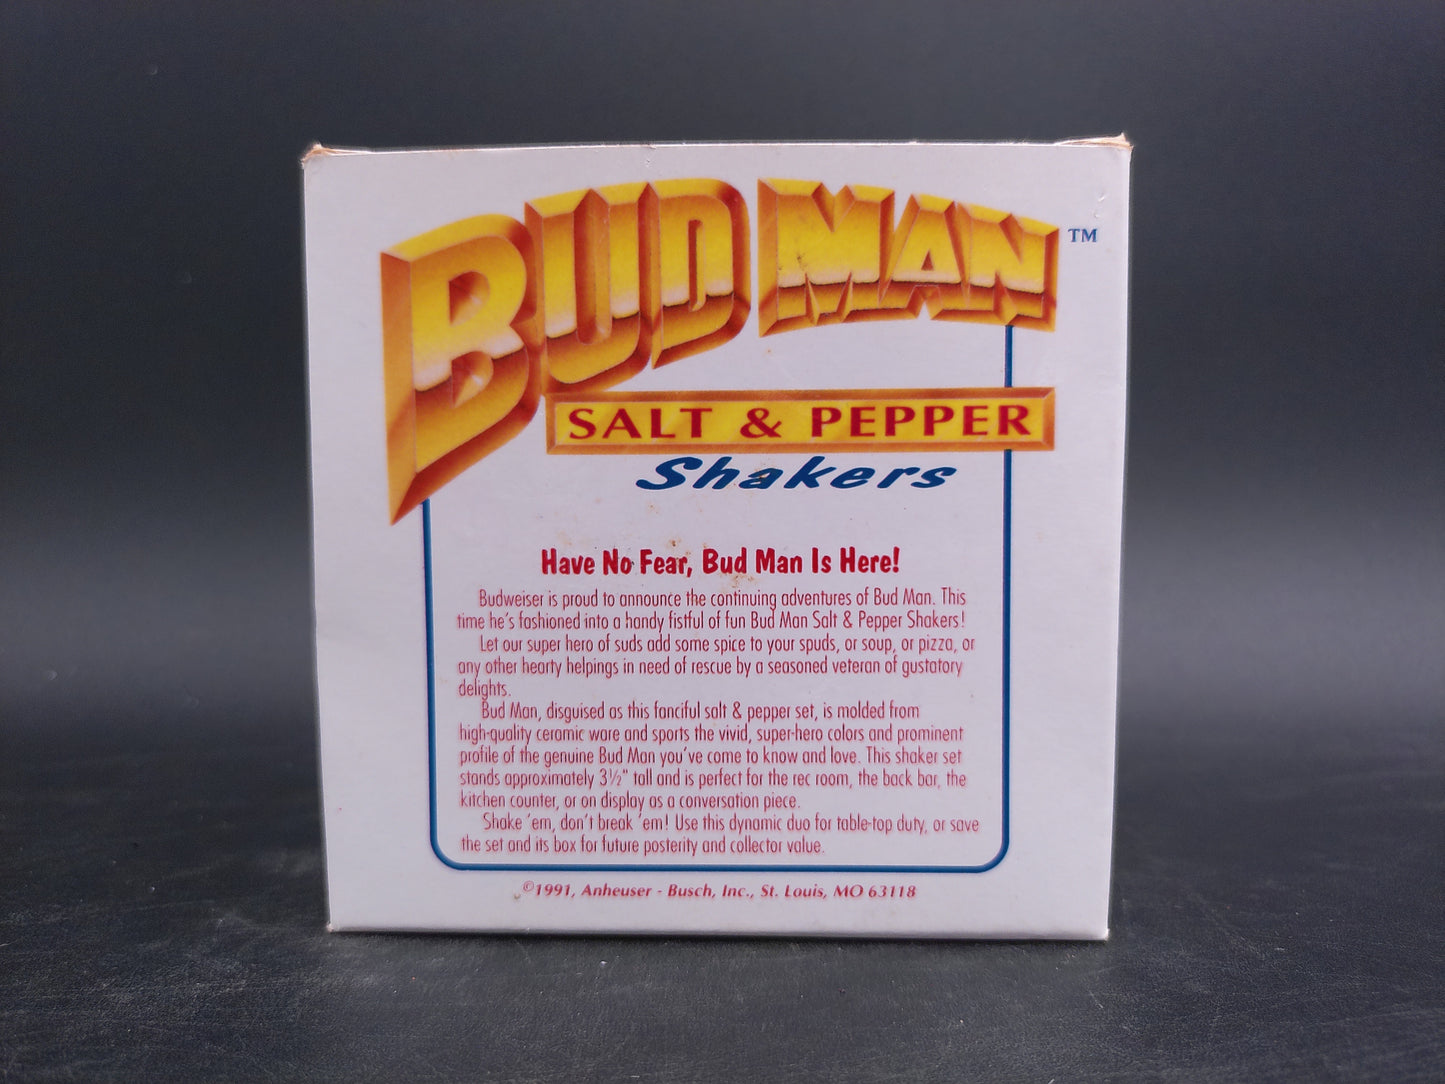 BUD MAN ™
SALT & PEPPER
Shakers
Have No Fear, Bud Man Is Here!
Budweiser is proud to announce the continuing adventures of Bud Man. This
time he's fashioned into a handy fistful of fun Bud Man Salt & Pepper Shakers!
Let our super hero of suds add some spice to your spuds, or soup, or pizza, or
any other hearty helpings in need of rescue by a seasoned veteran of gustatory
delights.
Bud Man, disguised as this fanciful salt & pepper set, is molded from
high-quality ceramic ware and sports the vivid, super-hero colors and prominent
profile of the genuine Bud Man you've come to know and love. This shaker set
stands approximately 3½" tall and is perfect for the rec room, the back bar, the
kitchen counter, or on display as a conversation piece.
Shake 'em, don't break 'em! Use this dynamic duo for table-top duty, or save
the set and its box for future posterity and collector value.
©1991, Anheuser - Busch, Inc., St. Louis, MO 63118